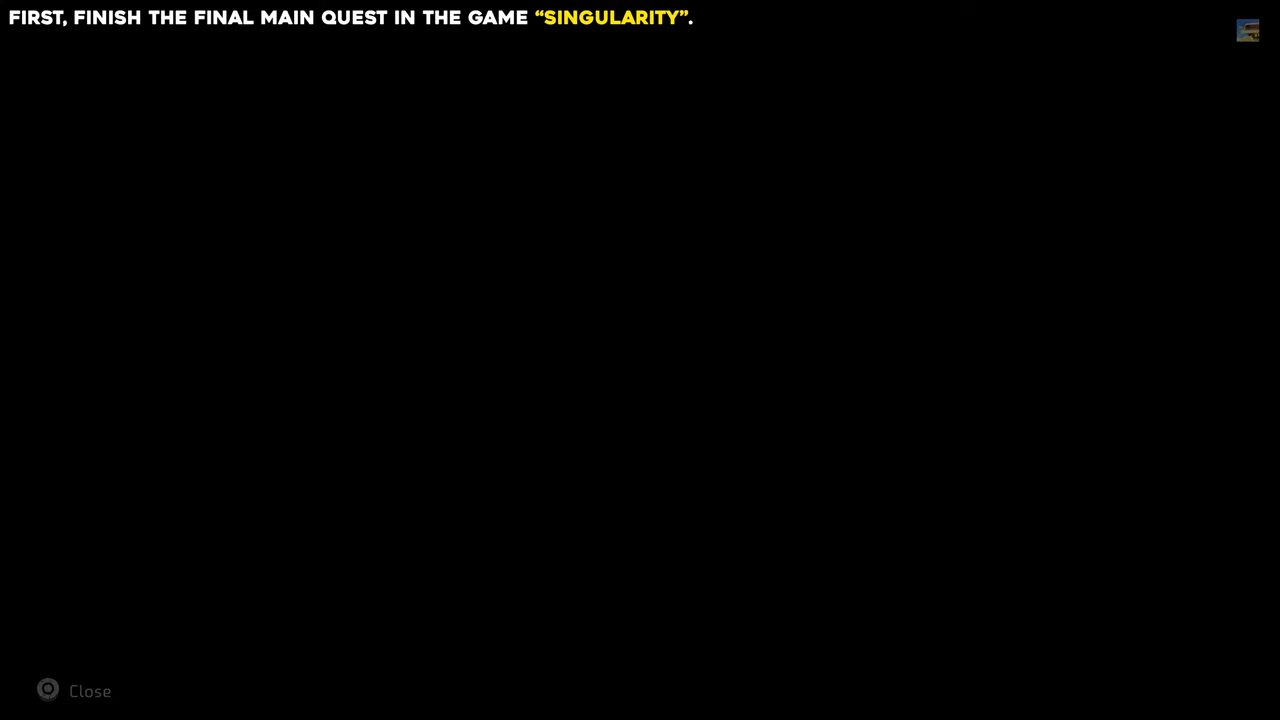 FIRST, FINISH THE FINAL MAIN QUEST IN THE GAME “SINGULARITY”.
Close